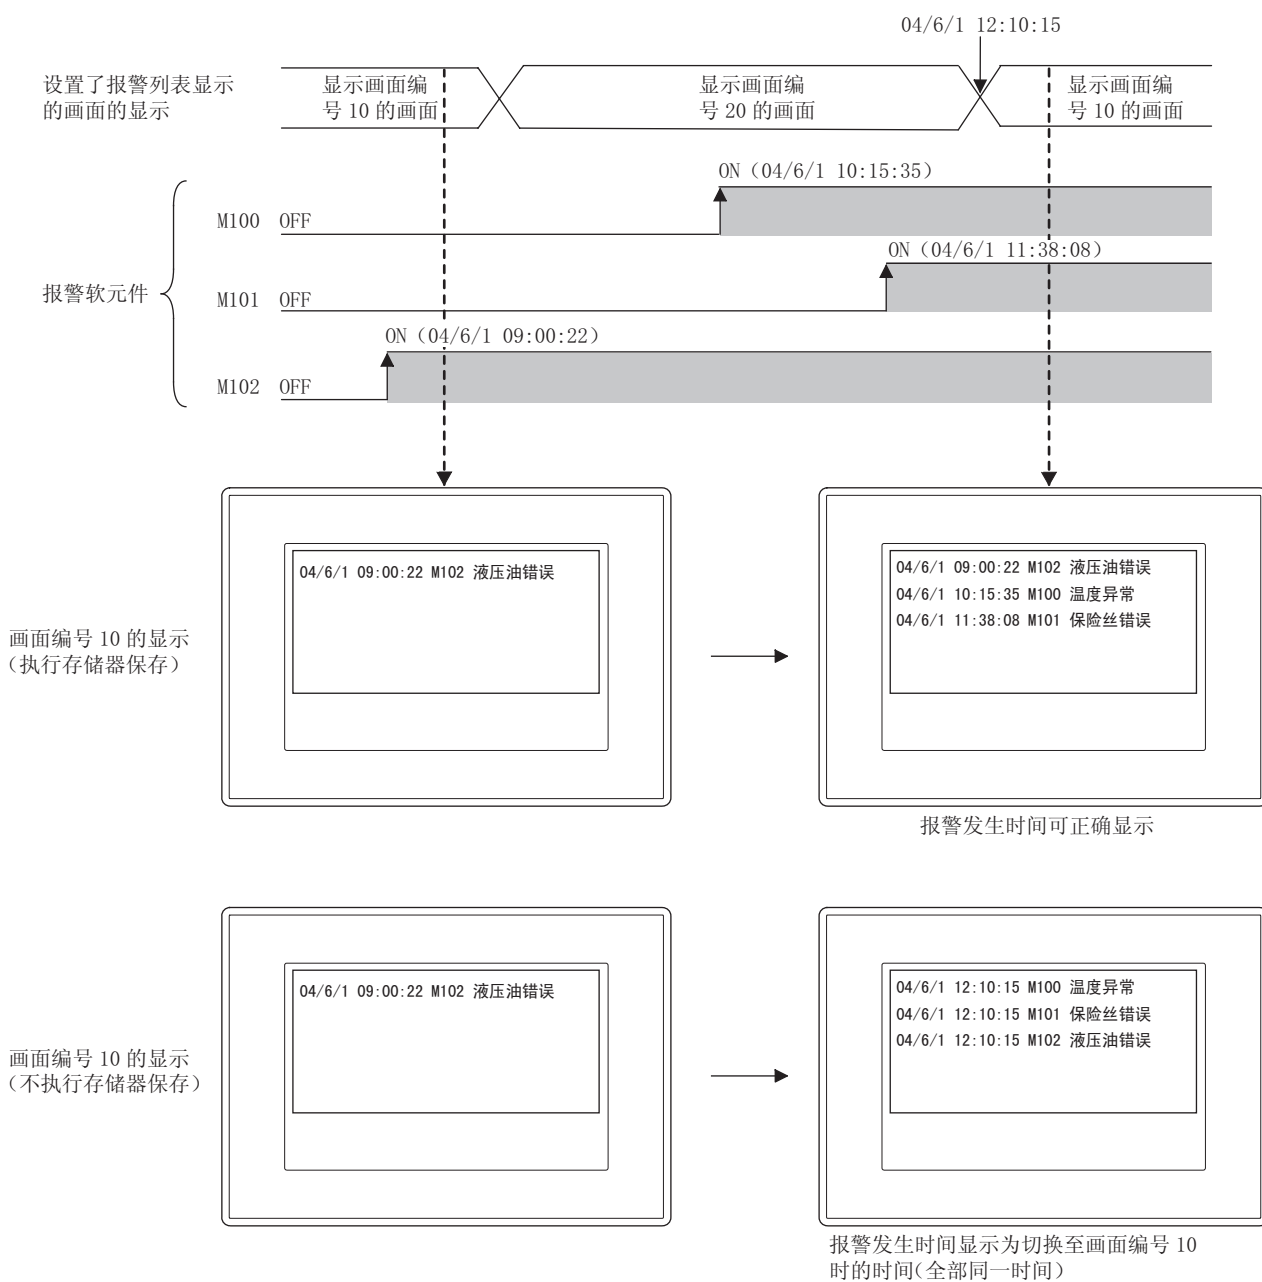 04/6/1 12:10:15
设置了报警列表显示
的画面的显示
显示画面编
号 10 的画面
显示画面编
号 20 的画面
显示画面编
号 10 的画面
ON（04/6/1 10:15:35）
M100 OFF
ON（04/6/1 11:38:08）
报警软元件
M101 OFF
ON（04/6/1 09:00:22）
M102 OFF
04/6/1 09:00:22 M102 液压油错误
04/6/1 09:00:22 M102 液压油错误
04/6/1 10:15:35 M100 温度异常
04/6/1 11:38:08 M101 保险丝错误
画面编号 10 的显示
（执行存储器保存）
报警发生时间可正确显示
04/6/1 09:00:22 M102 液压油错误
04/6/1 12:10:15 M100 温度异常
04/6/1 12:10:15 M101 保险丝错误
04/6/1 12:10:15 M102 液压油错误
画面编号 10 的显示
（不执行存储器保存）
报警发生时间显示为切换至画面编号 10
时的时间(全部同一时间）